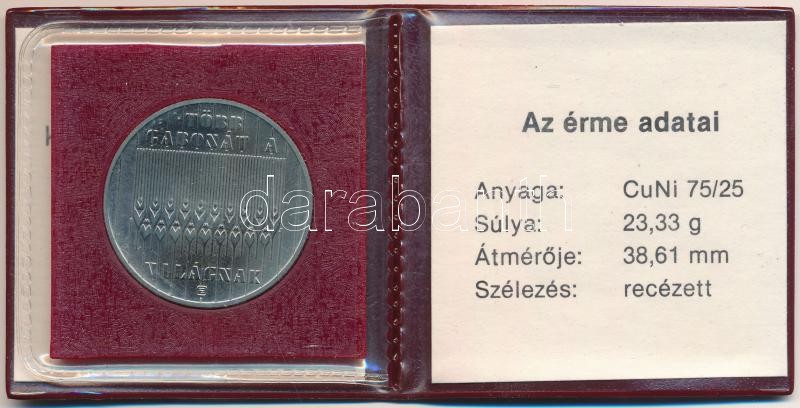 TÖBB
GABONÁT A
VILÁGNAK
Az érme adatai
Anyaga: CuNi 75/25
Súlya: 23,33 g
Átmérője: 38,61 mm
Szélezés: recézett
darabanth